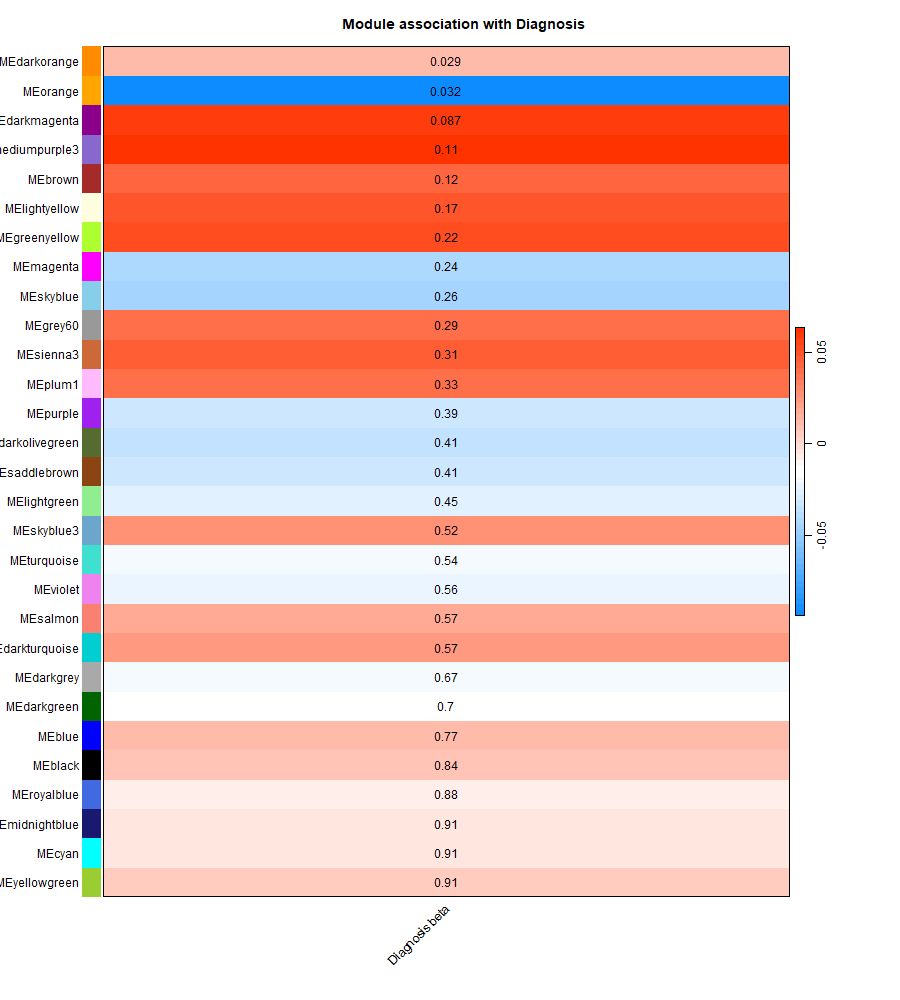 Module association with Diagnosis
MEdarkorange 0.029
MEorange 0.032
Edarkmagenta 0.087
ediumpurple3 0.11
MEbrown 0.12
MElightyellow 0.17
MEgreenyellow 0.22
MEmagenta 0.24
MEskyblue 0.26
MEgrey60 0.29
MEsienna3 0.31
MEplum1 0.33
MEpurple 0.39
darkolivegreen 0.41
Esaddlebrown 0.41
MElightgreen 0.45
MEskyblue3 0.52
MEturquoise 0.54
MEviolet 0.56
MEsalmon 0.57
Edarkturquoise 0.57
MEdarkgrey 0.67
MEdarkgreen 0.7
MEblue 0.77
MEblack 0.84
MEroyalblue 0.88
Emidnightblue 0.91
MEcyan 0.91
MEyellowgreen 0.91
Diagnosis beta
0.05
0
-0.05